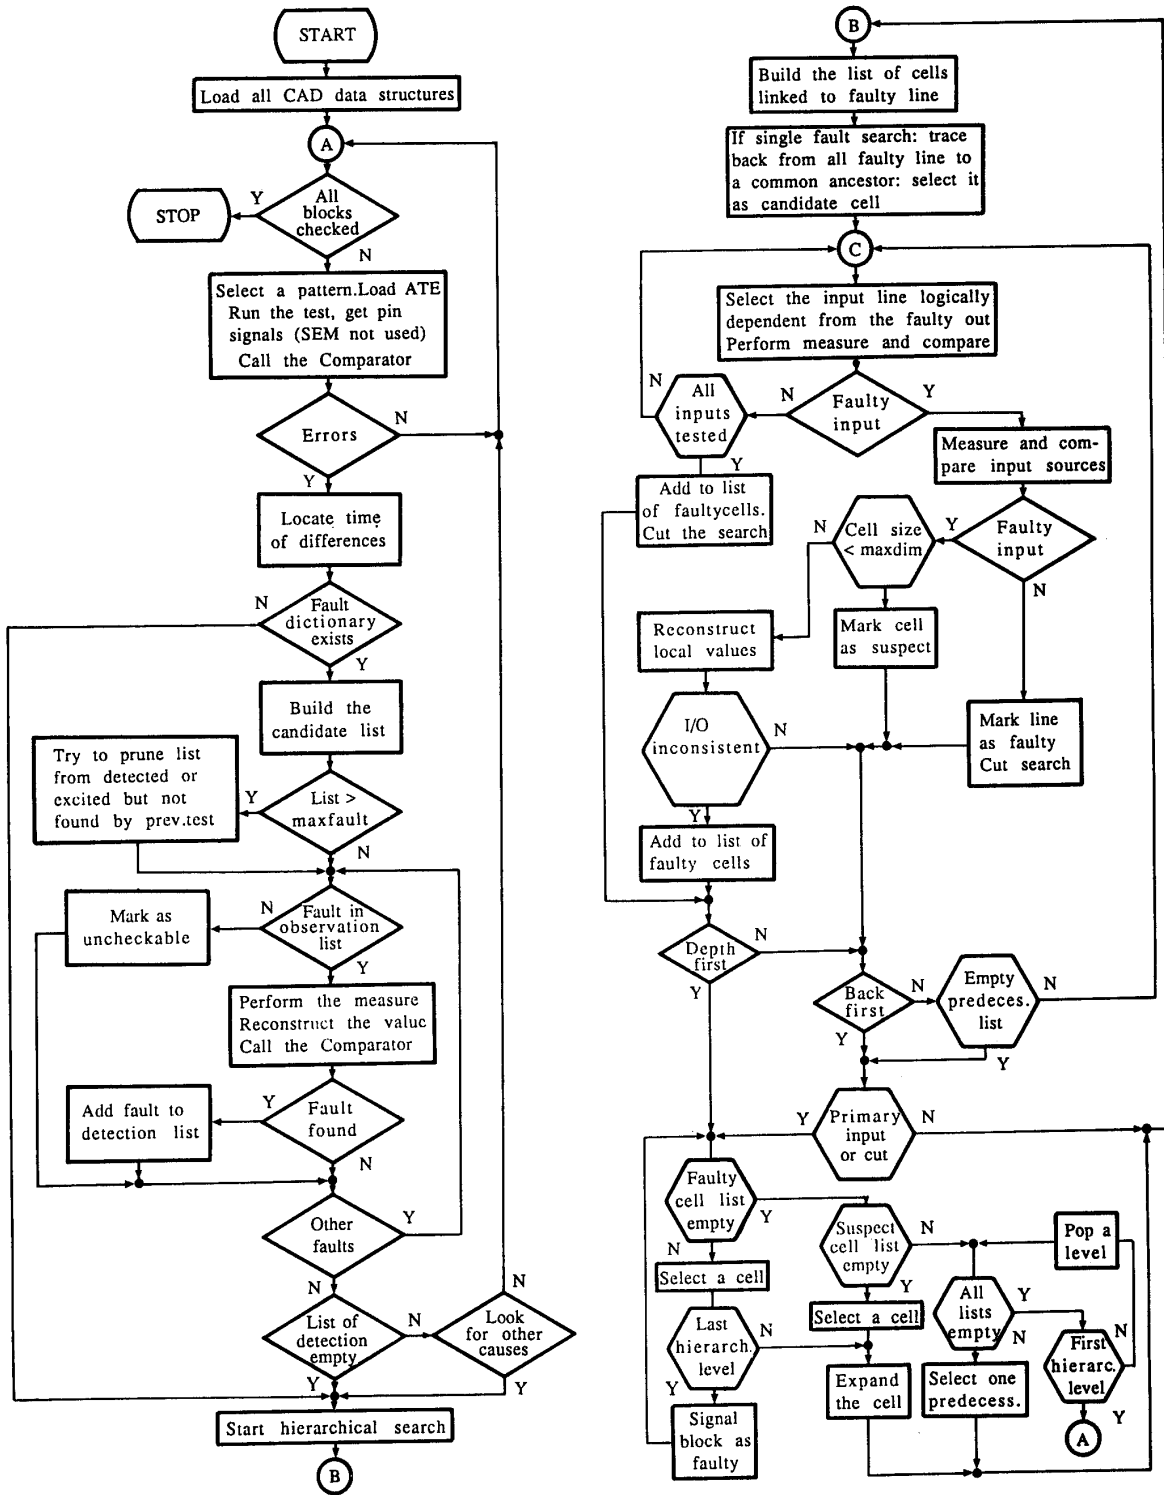 START
Load all CAD data structures
A
All
blocks
checked
Y
STOP
N
Select a pattern.Load ATE
Run the test, get pin
signals (SEM not used)
Call the Comparator
Errors
N
Y
Locate time
of differences
Fault
dictionary
exists
N
Y
Build the
candidate list
Try to prune list
from detected or
excited but not
found by prev.test
Y
List >
maxfault
N
Mark as
uncheckable
N
Fault in
observation
list
Y
Perform the measure
Reconstruct the value
Call the Comparator
Add fault to
detection list
Y
Fault
found
N
Other
faults
Y
N
List of
detection
empty
N
Look
for other
causes
N
Y
Y
Start hierarchical search
B
B
Build the list of cells
linked to faulty line
If single fault search: trace
back from all faulty line to
a common ancestor: select it
as candidate cell
C
Select the input line logically
dependent from the faulty out
Perform measure and compare
N
All
inputs
tested
N
Faulty
input
Y
Y
Measure and com-
pare input sources
Add to list
of faultycells.
Cut the search
N
Cell size
< maxdim
Y
Faulty
input
N
Reconstruct
local values
Mark cell
as suspect
I/O
inconsistent
N
Mark line
as faulty
Cut search
Y
Add to list of
faulty cells
Depth
first
N
Y
Back
first
N
Empty
predeces.
list
N
Y
Y
Y
Primary
input
or cut
N
Faulty
cell list
empty
Y
N
Suspect
cell list
empty
N
Pop a
level
Select a cell
Y
Select a cell
All
lists
empty
Y
N
Last
hierarch.
level
N
First
hierarc.
level
N
Y
Expand
the cell
Select one
predecess.
Y
Signal
block as
faulty
A